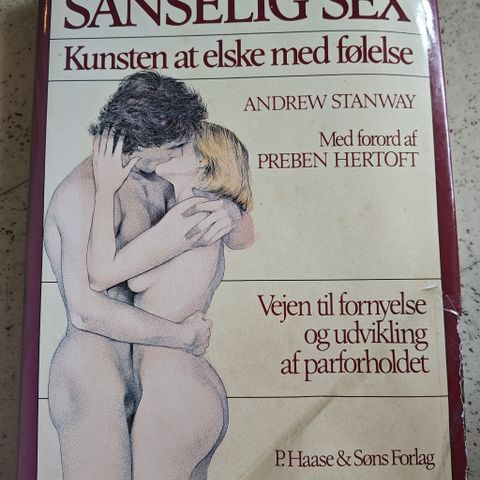 SANSELIG SEX
Kunsten at elske med følelse
ANDREW STANWAY
Med forord af
PREBEN HERTOFT
Vejen til fornyelse
og udvikling
af parforholdet
P. Haase & Søns Forlag